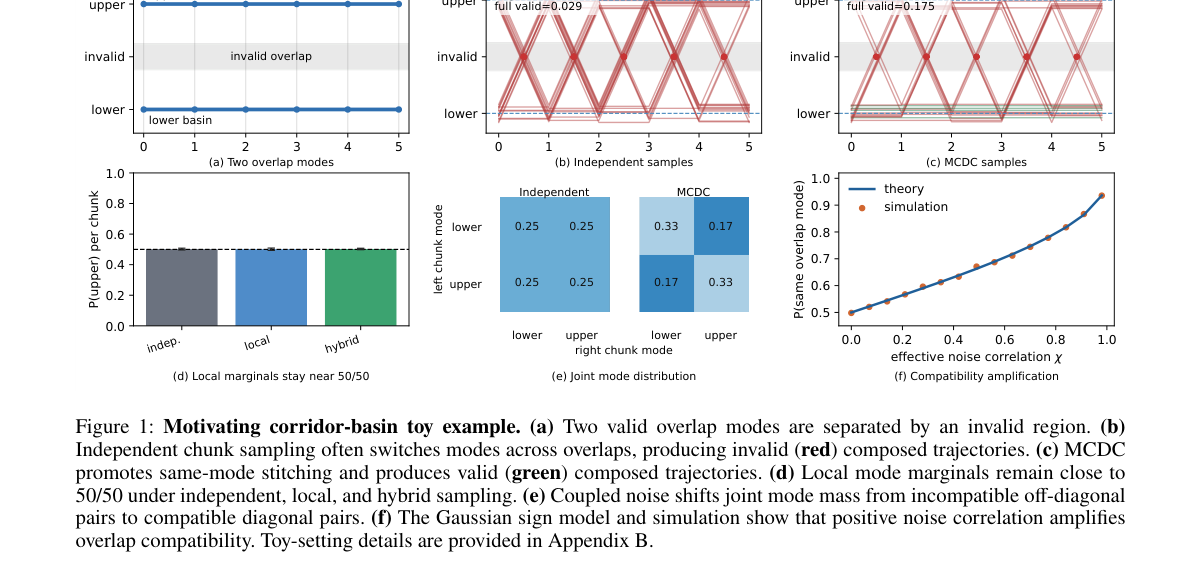 upper
invalid
lower
invalid overlap
lower basin
0 1 2 3 4 5
(a) Two overlap modes
upper
invalid
lower
full valid=0.029
0 1 2 3 4 5
(b) Independent samples
upper
invalid
lower
full valid=0.175
0 1 2 3 4 5
(c) MCDC samples
P(upper) per chunk
1.0
0.8
0.6
0.4
0.2
0.0
indep. local hybrid
(d) Local marginals stay near 50/50
Independent MCDC
left chunk mode
lower 0.25 0.25 0.33 0.17
upper 0.25 0.25 0.17 0.33
lower upper lower upper
right chunk mode
(e) Joint mode distribution
P(same overlap mode)
1.0
0.9
0.8
0.7
0.6
0.5
theory
simulation
0.0 0.2 0.4 0.6 0.8 1.0
effective noise correlation χ
(f) Compatibility amplification
Figure 1: Motivating corridor-basin toy example. (a) Two valid overlap modes are separated by an invalid region. (b)
Independent chunk sampling often switches modes across overlaps, producing invalid (red) composed trajectories. (c) MCDC
promotes same-mode stitching and produces valid (green) composed trajectories. (d) Local mode marginals remain close to
50/50 under independent, local, and hybrid sampling. (e) Coupled noise shifts joint mode mass from incompatible off-diagonal
pairs to compatible diagonal pairs. (f) The Gaussian sign model and simulation show that positive noise correlation amplifies
overlap compatibility. Toy-setting details are provided in Appendix B.